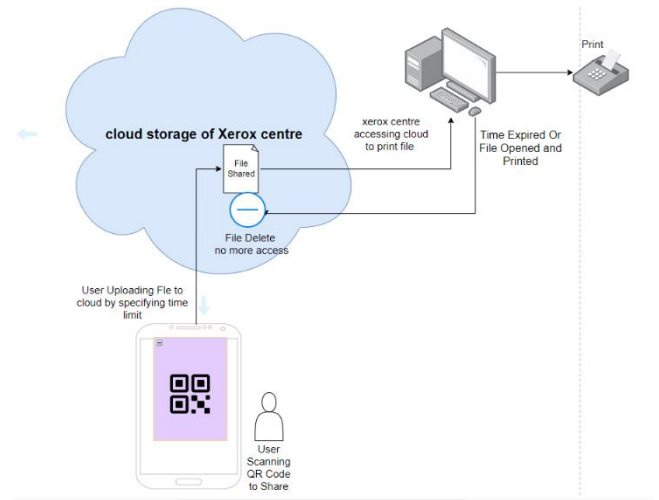 Print
xerox centre
accessing cloud
to print file
Time Expired Or
File Opened and
Printed
cloud storage of Xerox centre
File
Shared
File Delete
no more access
User Uploading Fle to
cloud by specifying time
limit
User
Scanning
QR Code
to Share